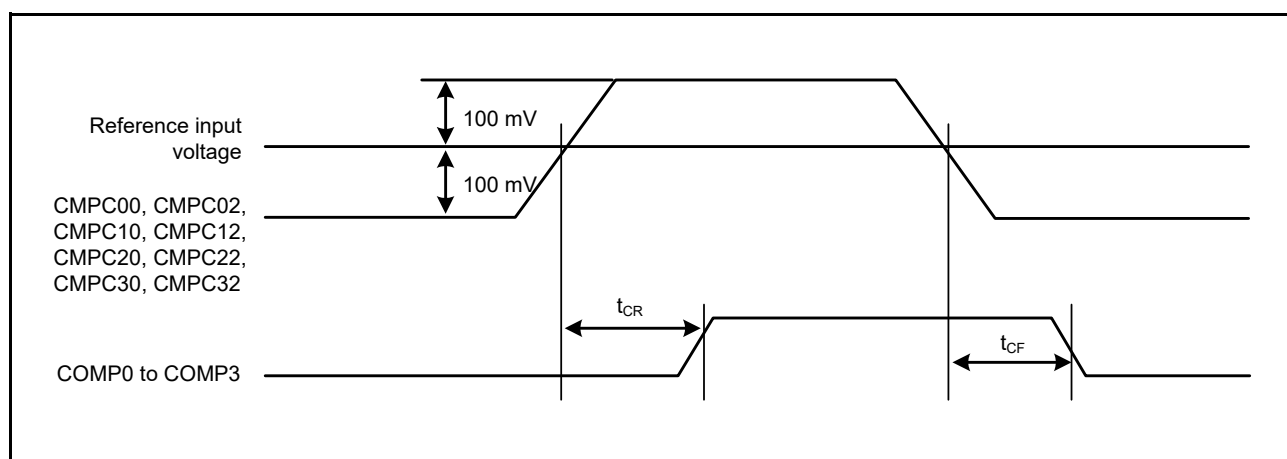 100 mV
Reference input
voltage
100 mV
CMPC00, CMPC02,
CMPC10, CMPC12,
CMPC20, CMPC22,
CMPC30, CMPC32
tCR
tCF
COMP0 to COMP3